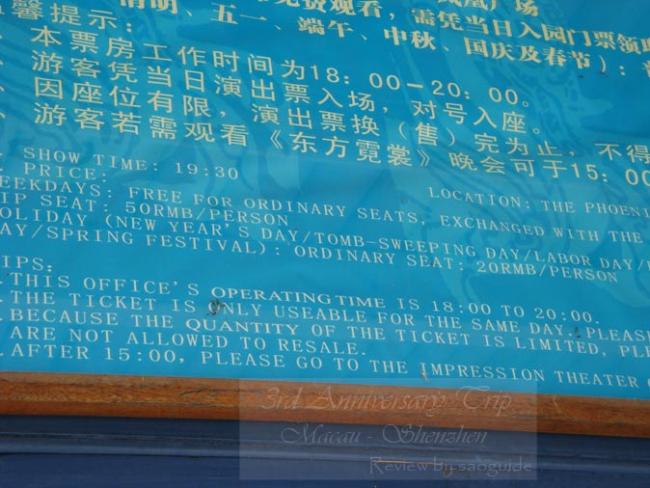 清明、五一、端午、中秋、国庆及春节）：
馨提示：
、本票房工作时间为18：00－20：00。
、游客凭当日演出票入场，对号入座。
、因座位有限，演出票换（售）完为止，不得
、游客若需观看《东方霓裳》晚会可于15：00
SHOW TIME: 19:30
PRICE:
LOCATION: THE PHOENI
EEKDAYS: FREE FOR ORDINARY SEATS, EXCHANGED WITH THE
IP SEAT: 50RMB/PERSON
OLIDAY (NEW YEAR'S DAY/TOMB-SWEEPING DAY/LABOR DAY/
AY/SPRING FESTIVAL): ORDINARY SEAT: 20RMB/PERSON
IPS:
.THIS OFFICE'S OPERATING TIME IS 18:00 TO 20:00.
.THE TICKET IS ONLY USEABLE FOR THE SAME DAY. PLEAS
.BECAUSE THE QUANTITY OF THE TICKET IS LIMITED, PLE
ARE NOT ALLOWED TO RESALE.
.AFTER 15:00, PLEASE GO TO THE IMPRESSION THEATER
3rd Anniversary Trip
Macau - Shenzhen
Review by saoguide